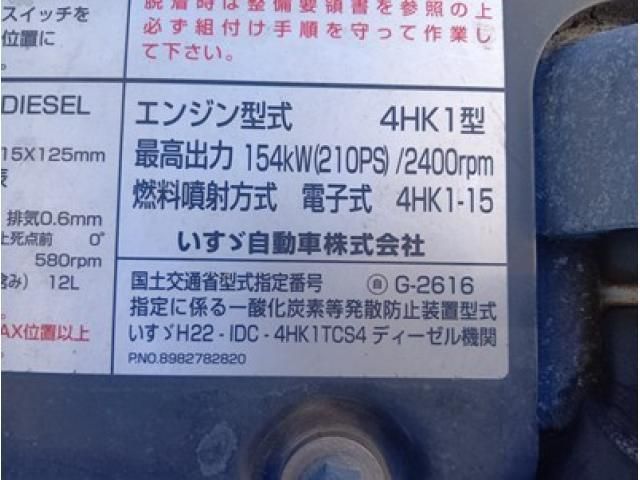 スイッチを
位置に
脱着時は整備要領書を参照の上
必ず組付け手順を守って作業し
て下さい。
DIESEL
15X125mm
排気0.6mm
上死点前 0°
580rpm
含み) 12L
AX位置以上
エンジン型式 4HK1型
最高出力 154kW(210PS)/2400rpm
燃料噴射方式 電子式 4HK1-15
いすゞ自動車株式会社
国土交通省型式指定番号 自 G-2616
指定に係る一酸化炭素等発散防止装置型式
いすゞH22-IDC-4HK1TCS4 ディーゼル機関
P.NO.8982782820